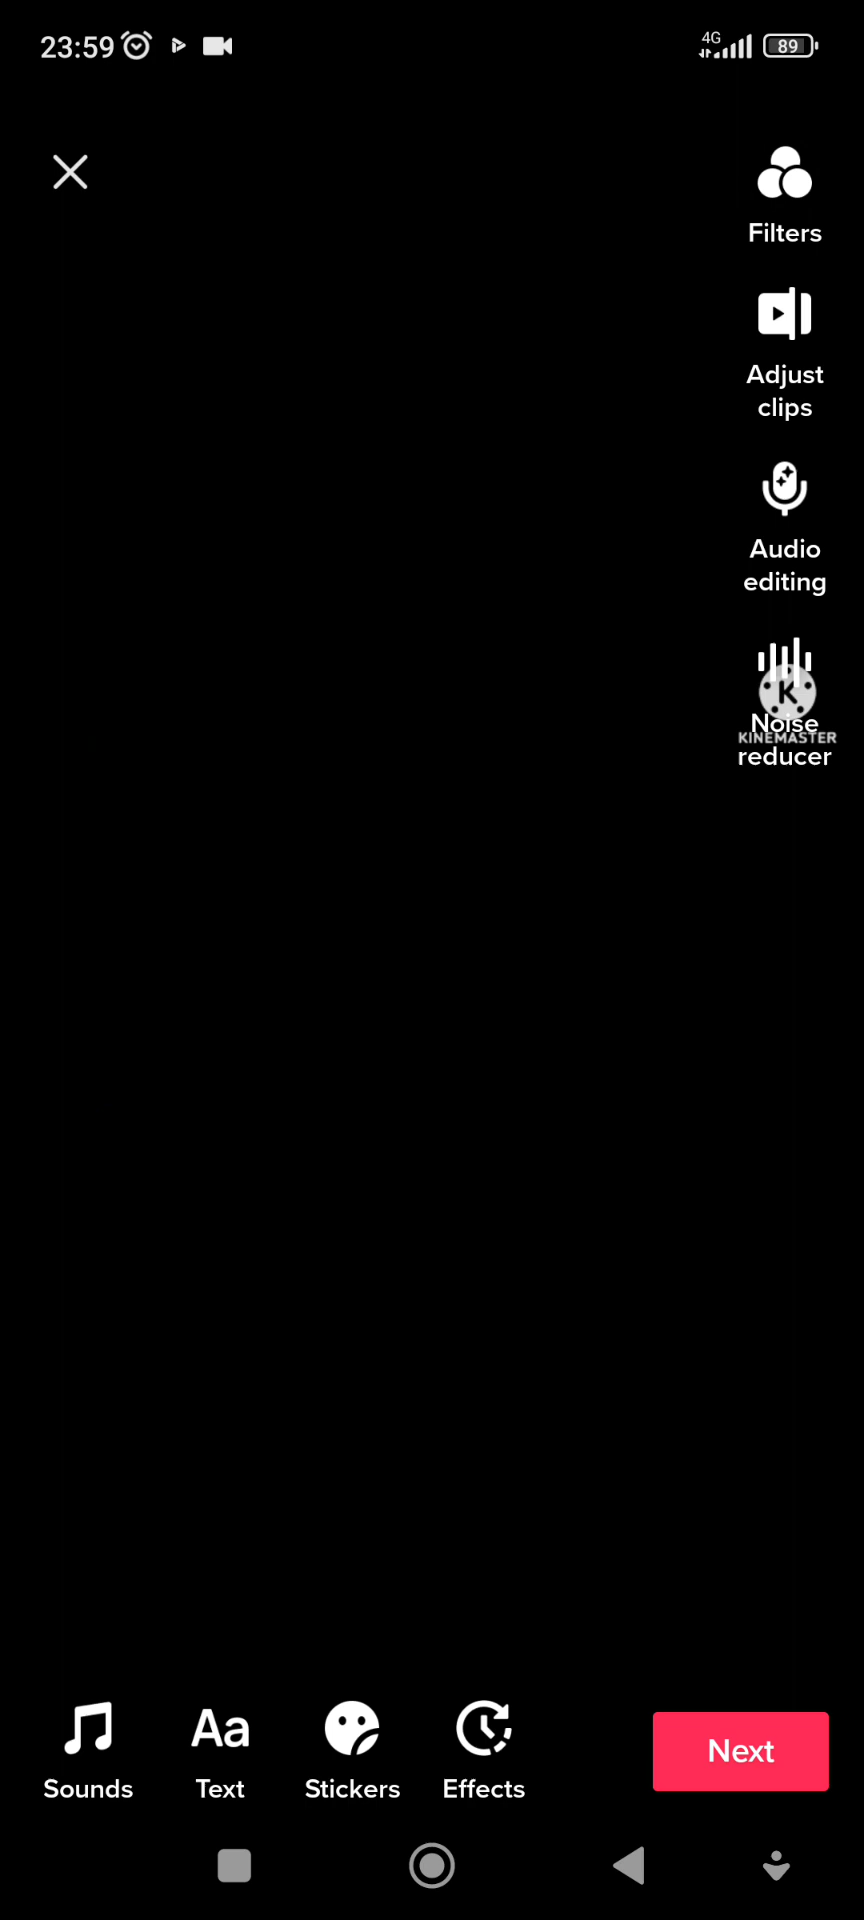 23:59
4G
89
Filters
Adjust
clips
Audio
editing
Noise
KINEMASTER
reducer
Sounds
Aa
Text
Stickers
Effects
Next